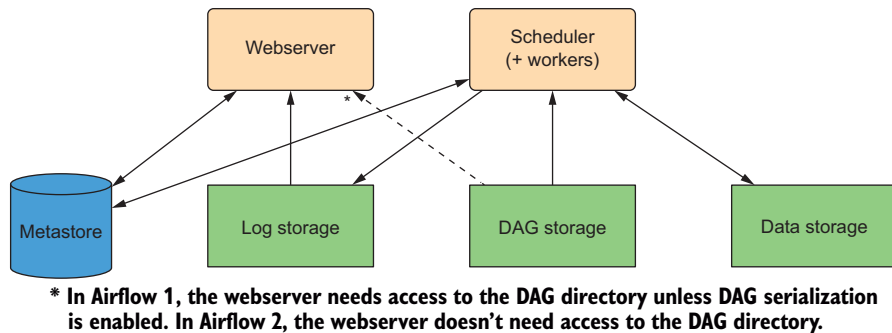 Webserver
Scheduler
(+ workers)
*
Metastore
Log storage
DAG storage
Data storage
* In Airflow 1, the webserver needs access to the DAG directory unless DAG serialization
is enabled. In Airflow 2, the webserver doesn't need access to the DAG directory.